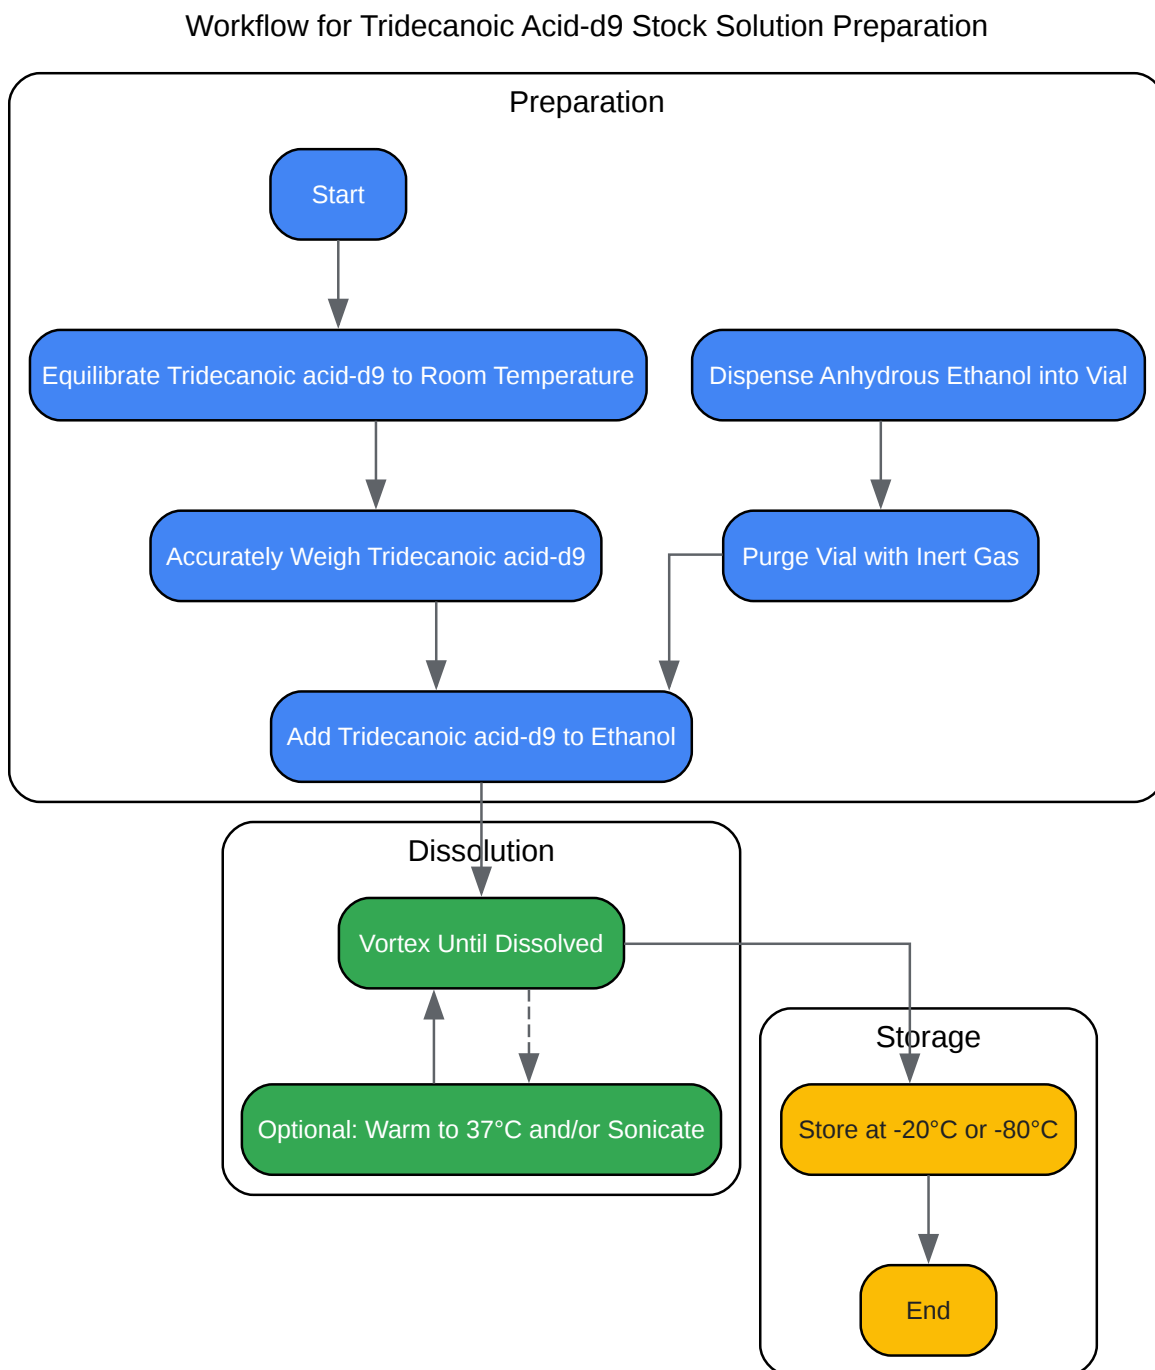 Workflow for Tridecanoic Acid-d9 Stock Solution Preparation
Preparation
Start
Equilibrate Tridecanoic acid-d9 to Room Temperature
Dispense Anhydrous Ethanol into Vial
Accurately Weigh Tridecanoic acid-d9
Purge Vial with Inert Gas
Add Tridecanoic acid-d9 to Ethanol
Dissolution
Vortex Until Dissolved
Optional: Warm to 37°C and/or Sonicate
Storage
Store at -20°C or -80°C
End